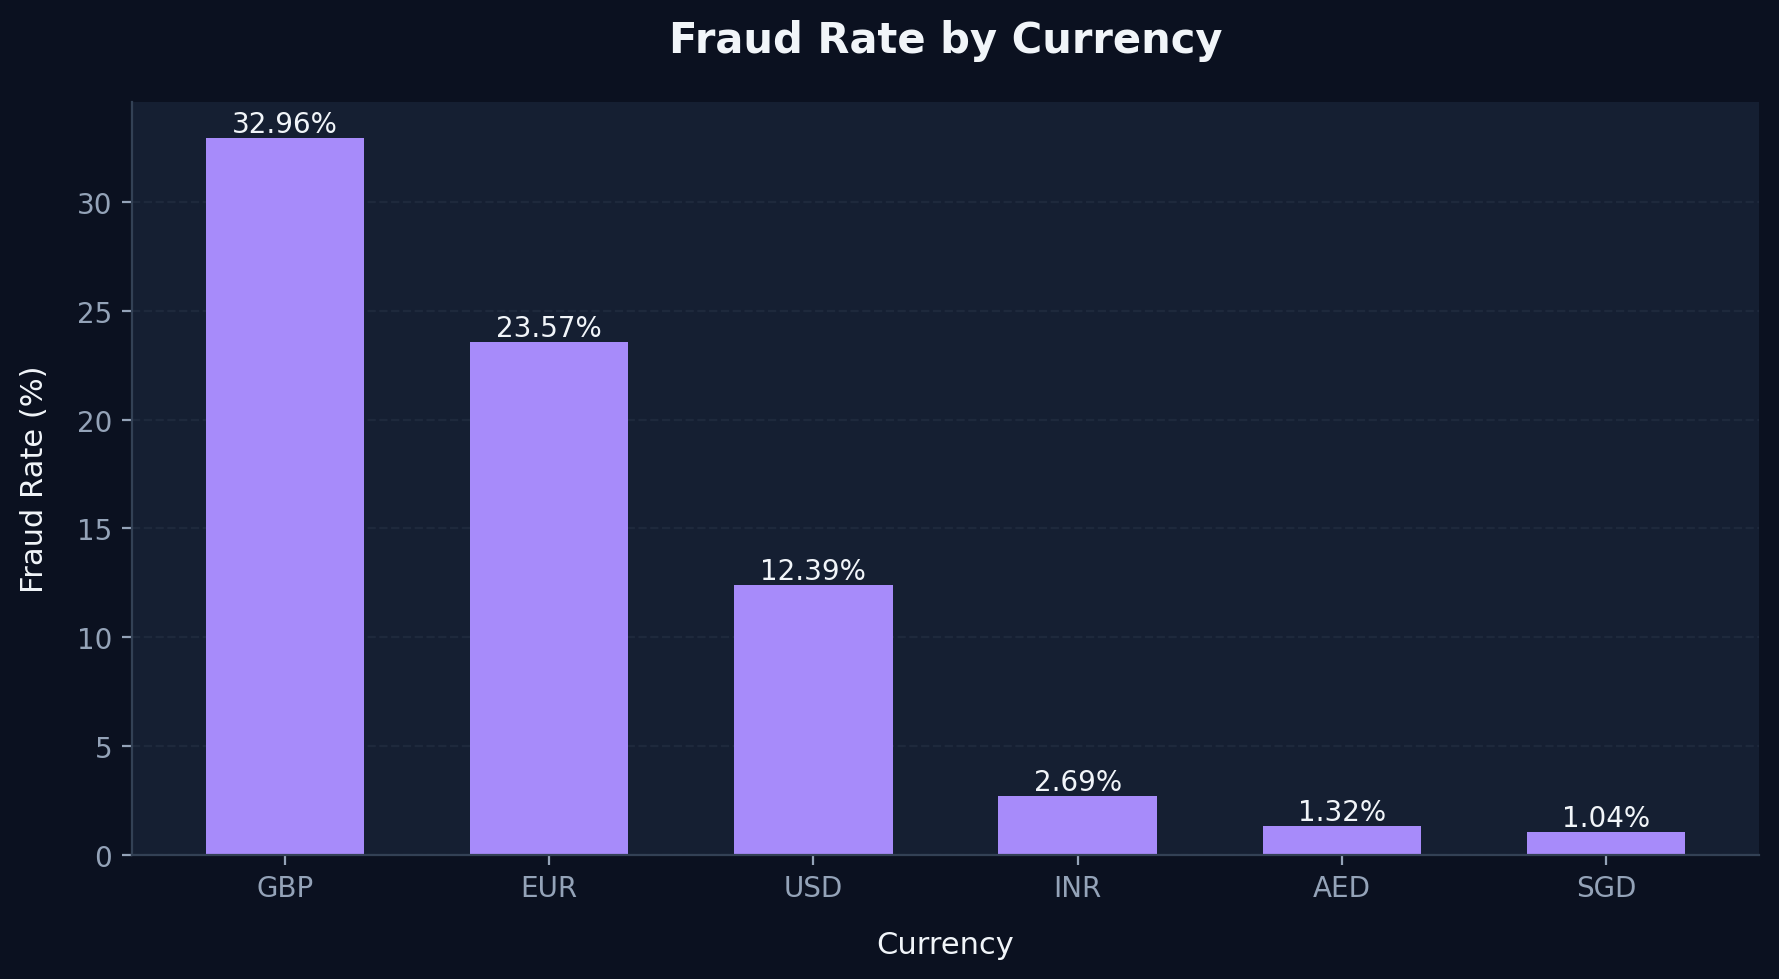 Fraud Rate by Currency
Fraud Rate (%)
30
25
20
15
10
5
0
32.96%
23.57%
12.39%
2.69%
1.32%
1.04%
GBP
EUR
USD
INR
AED
SGD
Currency